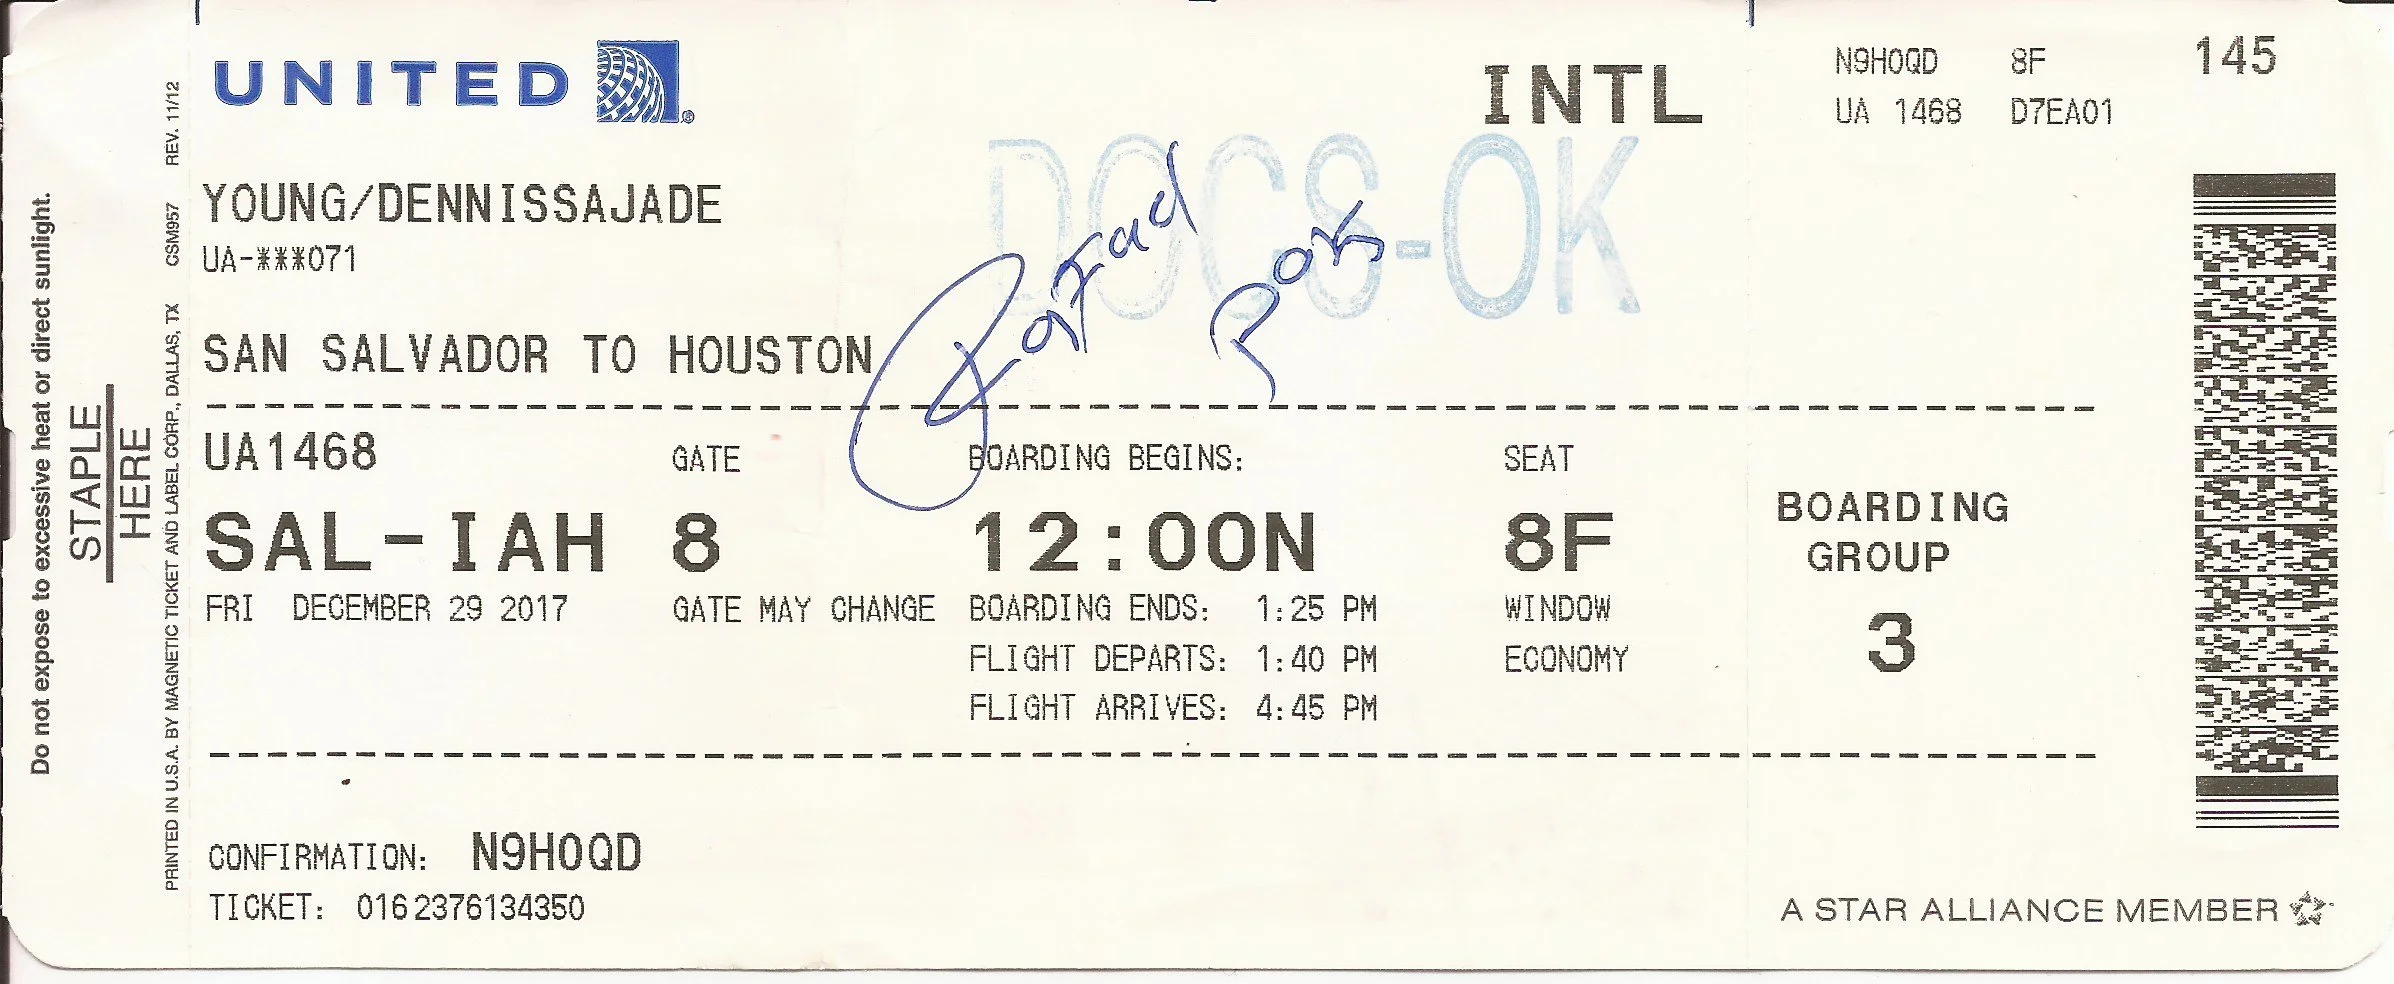 UNITED
INTL
N9H0QD 8F 145
UA 1468 D7EA01
DOCS-OK
YOUNG/DENNISSAJADE
UA-***071
SAN SALVADOR TO HOUSTON
UA1468 GATE BOARDING BEGINS: SEAT
SAL-IAH 8 12:00N 8F
BOARDING
GROUP
3
FRI DECEMBER 29 2017 GATE MAY CHANGE BOARDING ENDS: 1:25 PM WINDOW
FLIGHT DEPARTS: 1:40 PM ECONOMY
FLIGHT ARRIVES: 4:45 PM
CONFIRMATION: N9H0QD
TICKET: 0162376134350
A STAR ALLIANCE MEMBER
Do not expose to excessive heat or direct sunlight.
STAPLE
HERE
PRINTED IN U.S.A. BY MAGNETIC TICKET AND LABEL CORP., DALLAS, TX GSM957 REV. 11/12